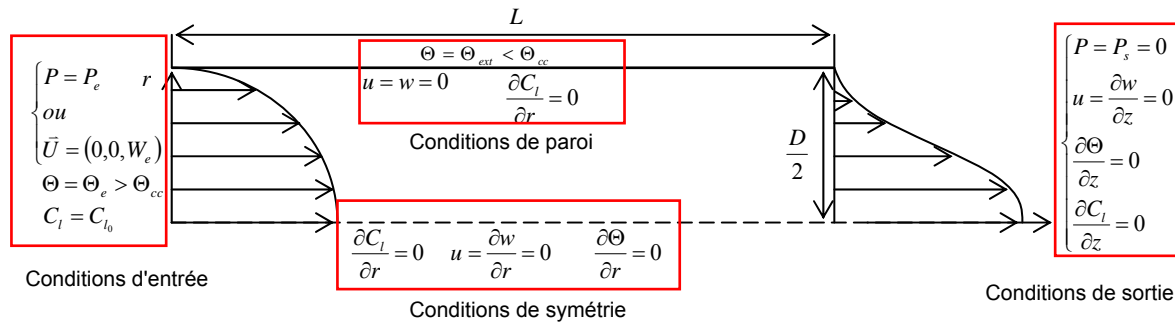 L
Θ = Θ_ext < Θ_cc
u = w = 0    ∂C_l/∂r = 0
Conditions de paroi
P = P_e    r
ou
U⃗ = (0,0,W_e)
Θ = Θ_e > Θ_cc
C_l = C_l₀
Conditions d'entrée
D/2
∂C_l/∂r = 0    u = ∂w/∂r = 0    ∂Θ/∂r = 0
Conditions de symétrie
P = P_s = 0
u = ∂w/∂z = 0
∂Θ/∂z = 0
∂C_l/∂z = 0
Conditions de sortie